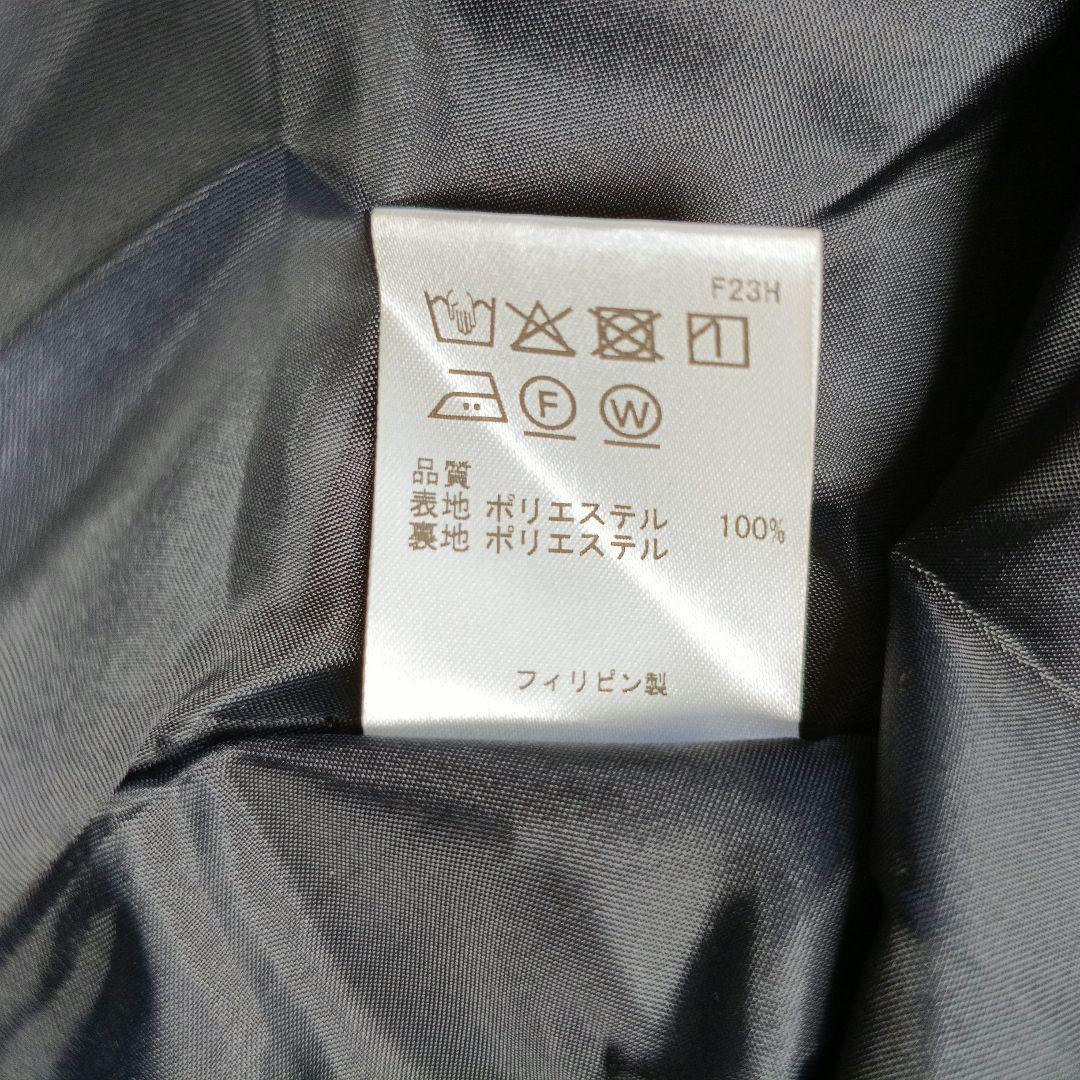 F23H
F W
品質
表地 ポリエステル 100%
裏地 ポリエステル
フィリピン製